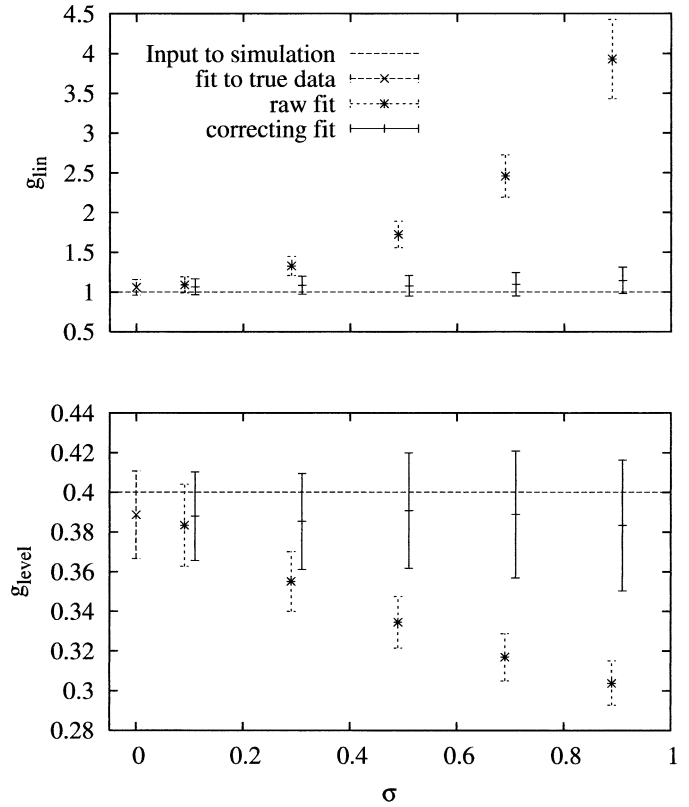 4.5
4
3.5
3
2.5
2
1.5
1
0.5
g_lin
Input to simulation
fit to true data
raw fit
correcting fit
0.44
0.42
0.4
0.38
0.36
0.34
0.32
0.3
0.28
g_level
0 0.2 0.4 0.6 0.8 1
σ